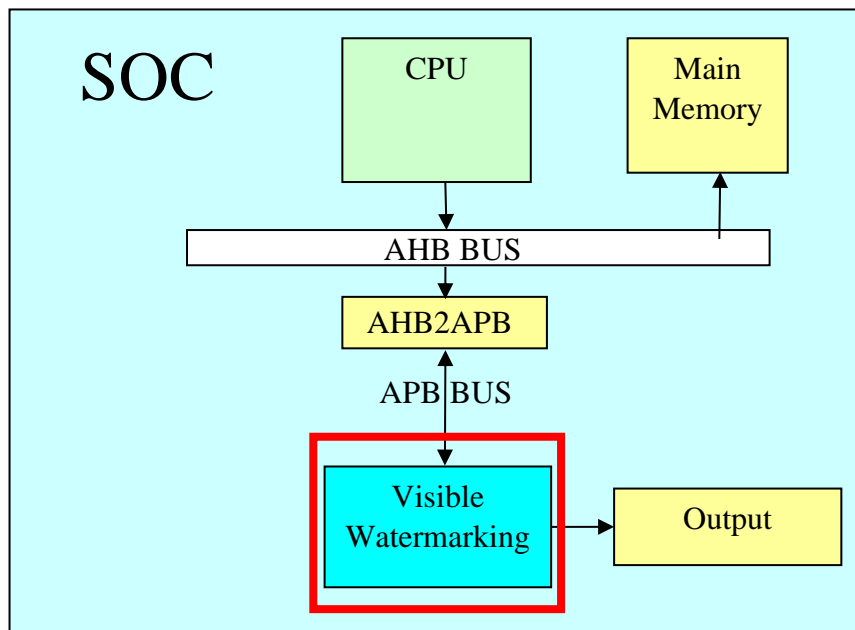 SOC
CPU
Main
Memory
AHB BUS
AHB2APB
APB BUS
Visible
Watermarking
Output